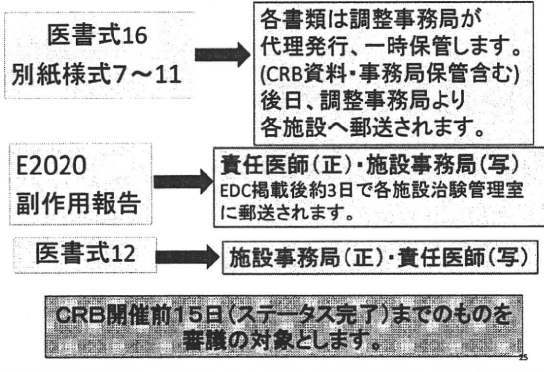 医書式16
別紙様式7～11
各書類は調整事務局が
代理発行、一時保管します。
(CRB資料・事務局保管含む)
後日、調整事務局より
各施設へ郵送されます。
E2020
副作用報告
責任医師(正)・施設事務局(写)
EDC掲載後約3日で各施設治験管理室
に郵送されます。
医書式12
施設事務局(正)・責任医師(写)
CRB開催前15日(ステータス完了)までのものを
審議の対象とします。
25